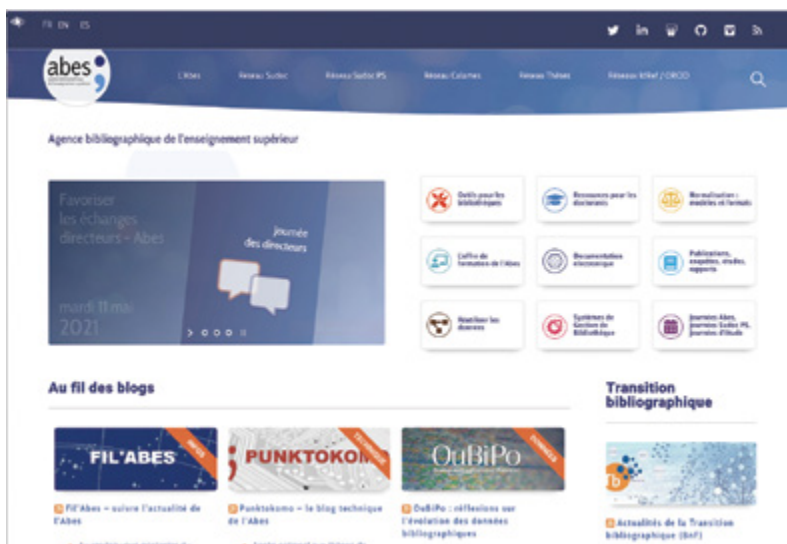 FR EN ES
abes
L'Abes
Réseau Sudoc
Réseau Sudoc PS
Réseau Calames
Réseau Thèses
Réseau IdRef / ORCID
Agence bibliographique de l'enseignement supérieur
Favoriser
les échanges
directeurs – Abes
mardi 11 mai
2021
journée
des directeurs
Outils pour les
bibliothèques
Ressources pour les
doctorants
Normalisation :
modèles et formats
L'offre de
formation de l'Abes
Documentation
électronique
Publications,
enquêtes, études,
rapports
Réutiliser les
données
Systèmes de
Gestion de
Bibliothèque
Journées Abes,
Journées Sudoc PS,
Journées d'étude
Au fil des blogs
FIL'ABES
INFOS
PUNKTOKOMO
TECHNIQUE
OuBiPo
DONNEES
Fil'Abes – suivre l'actualité de
l'Abes
Punktokomo – le blog technique
de l'Abes
OuBiPo : réflexions sur
l'évolution des données
bibliographiques
Transition
bibliographique
Tb
Actualités de la Transition
bibliographique (BnF)